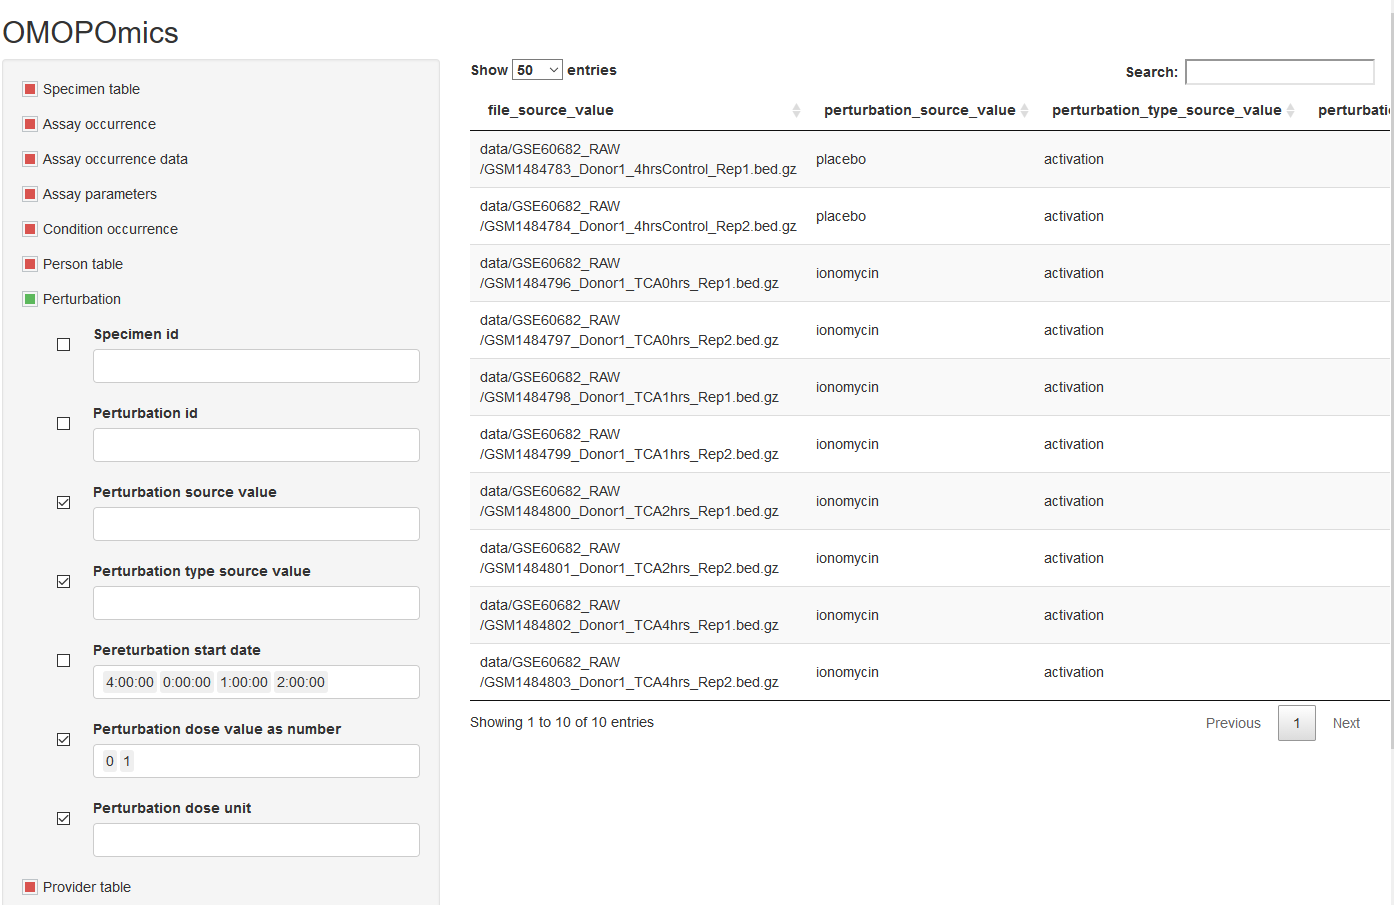 OMOPOmics
Specimen table
Assay occurrence
Assay occurrence data
Assay parameters
Condition occurrence
Person table
Perturbation
Specimen id
Perturbation id
Perturbation source value
Perturbation type source value
Pereturbation start date
4:00:00 0:00:00 1:00:00 2:00:00
Perturbation dose value as number
0 1
Perturbation dose unit
Provider table
Show 50 entries
Search:
file_source_value perturbation_source_value perturbation_type_source_value perturbati
data/GSE60682_RAW
/GSM1484783_Donor1_4hrsControl_Rep1.bed.gz placebo activation
data/GSE60682_RAW
/GSM1484784_Donor1_4hrsControl_Rep2.bed.gz placebo activation
data/GSE60682_RAW
/GSM1484796_Donor1_TCA0hrs_Rep1.bed.gz ionomycin activation
data/GSE60682_RAW
/GSM1484797_Donor1_TCA0hrs_Rep2.bed.gz ionomycin activation
data/GSE60682_RAW
/GSM1484798_Donor1_TCA1hrs_Rep1.bed.gz ionomycin activation
data/GSE60682_RAW
/GSM1484799_Donor1_TCA1hrs_Rep2.bed.gz ionomycin activation
data/GSE60682_RAW
/GSM1484800_Donor1_TCA2hrs_Rep1.bed.gz ionomycin activation
data/GSE60682_RAW
/GSM1484801_Donor1_TCA2hrs_Rep2.bed.gz ionomycin activation
data/GSE60682_RAW
/GSM1484802_Donor1_TCA4hrs_Rep1.bed.gz ionomycin activation
data/GSE60682_RAW
/GSM1484803_Donor1_TCA4hrs_Rep2.bed.gz ionomycin activation
Showing 1 to 10 of 10 entries
Previous 1 Next